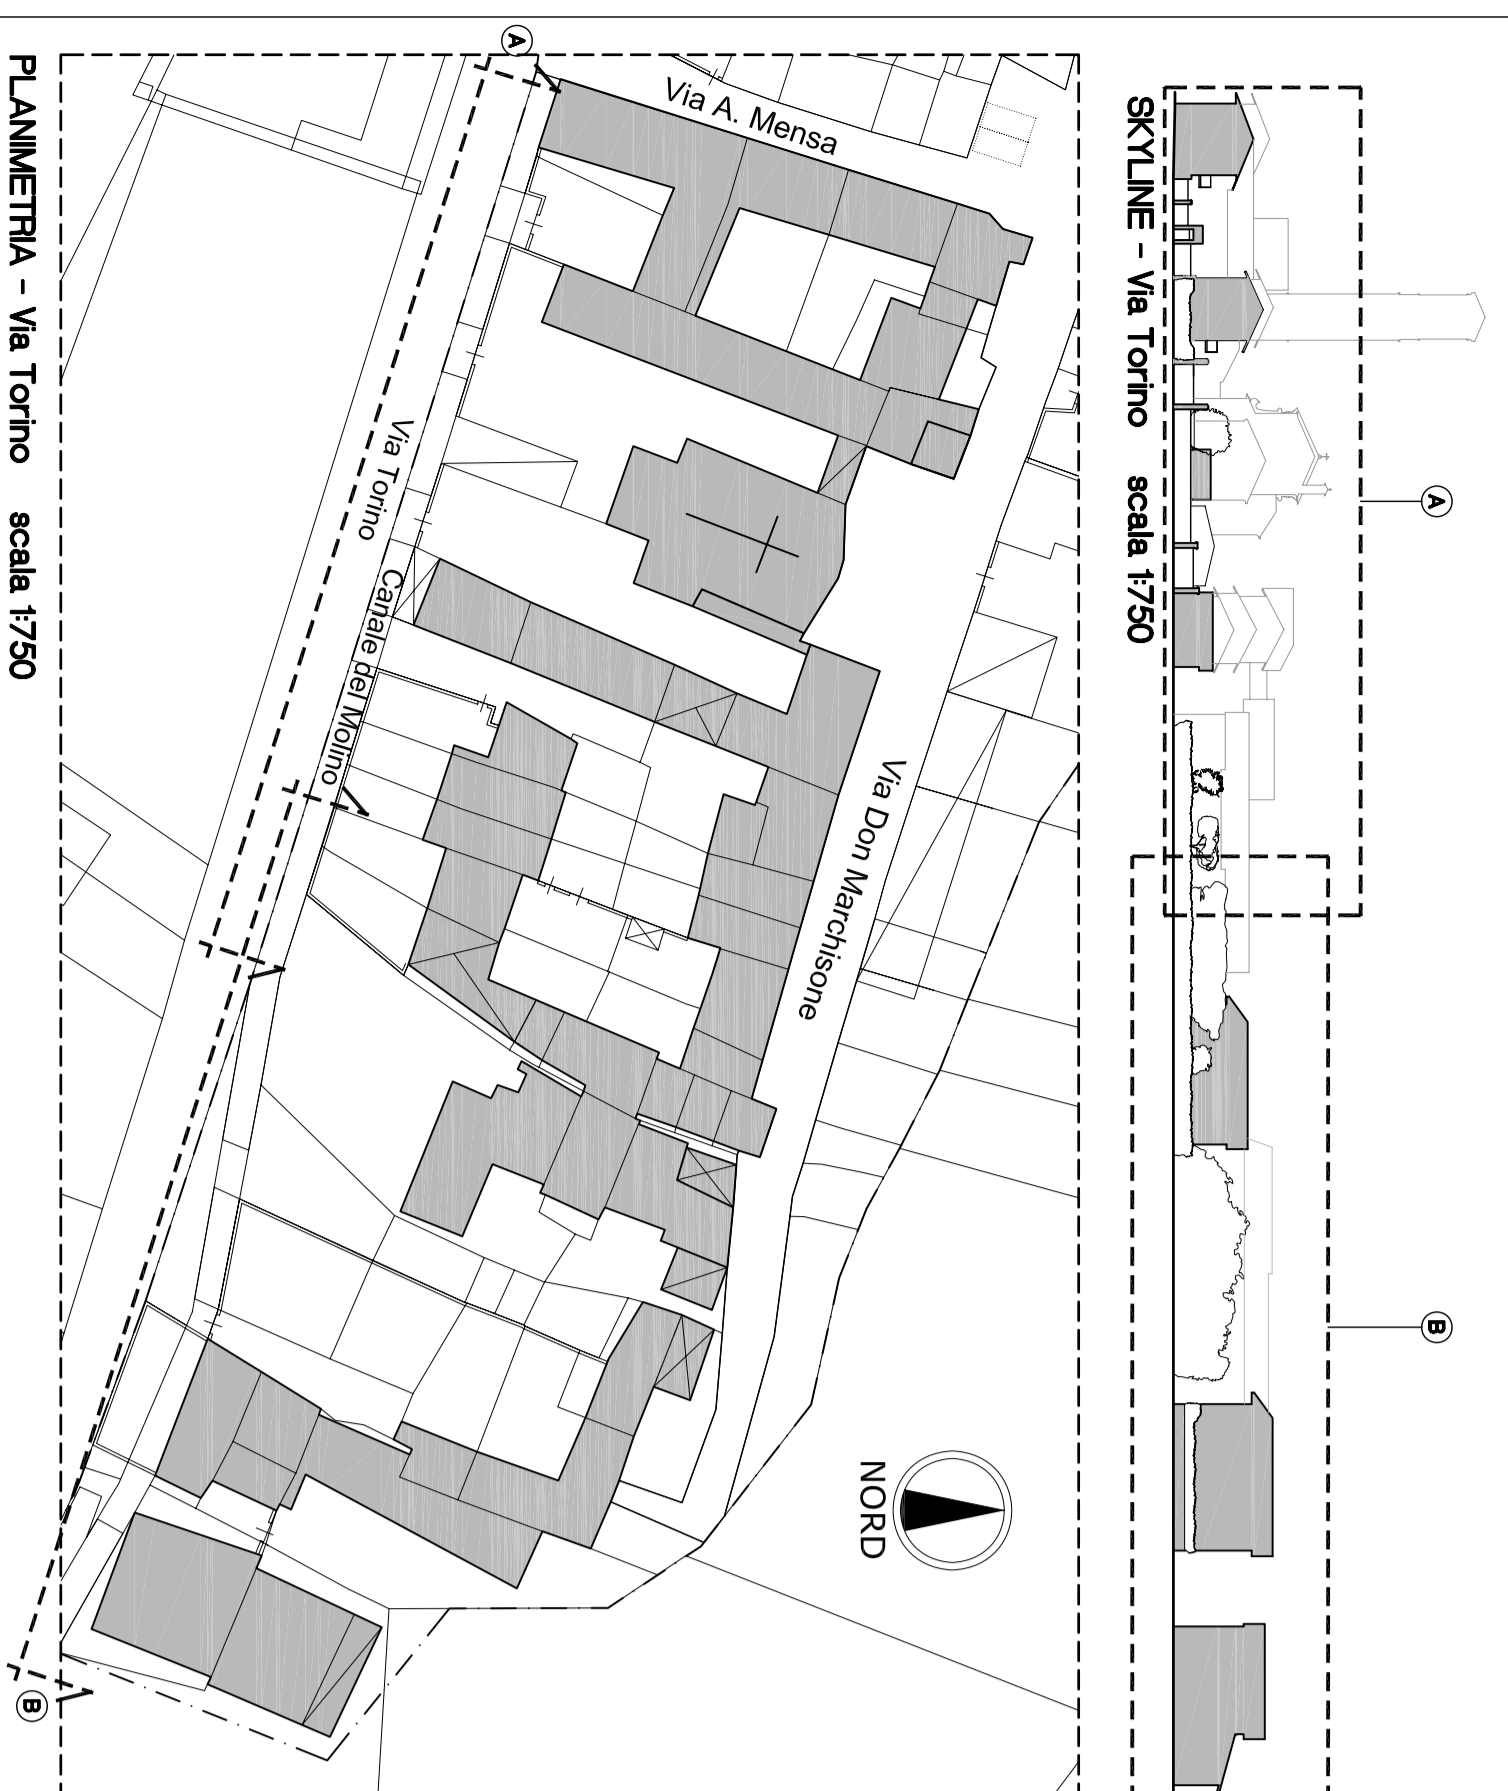 SKYLINE - Via Torino scala 1:750
A
B
Via A. Mensa
Via Torino
Canale del Molino
Via Don Marchisone
NORD
A
B
PLANIMETRIA - Via Torino scala 1:750